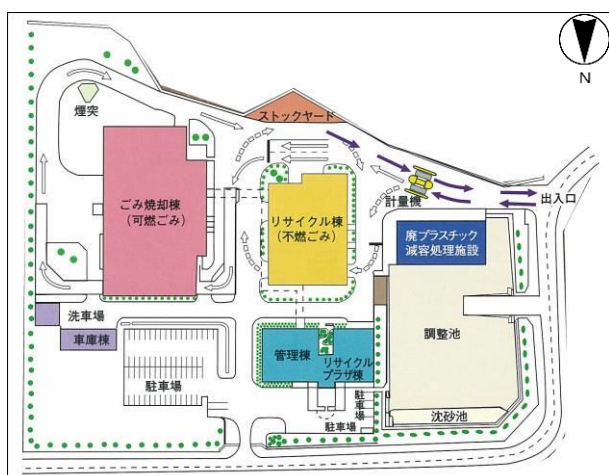 N
ストックヤード
煙突
ごみ焼却棟
(可燃ごみ)
リサイクル棟
(不燃ごみ)
計量機
出入口
廃プラスチック
減容処理施設
洗車場
車庫棟
調整池
管理棟
リサイクル
プラザ棟
駐車場
駐車場
駐車場
沈砂池